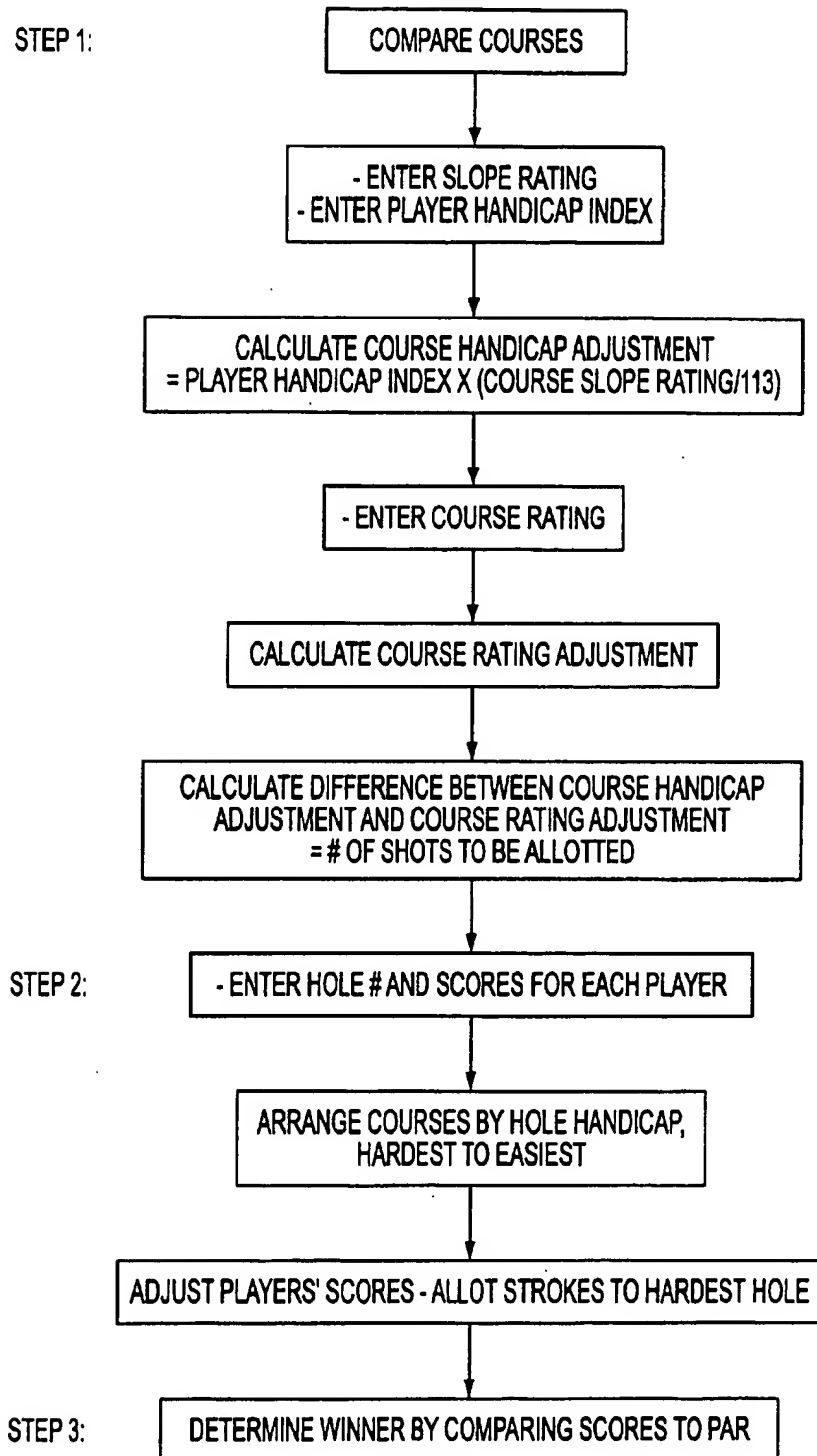 STEP 1:
COMPARE COURSES
- ENTER SLOPE RATING
- ENTER PLAYER HANDICAP INDEX
CALCULATE COURSE HANDICAP ADJUSTMENT
= PLAYER HANDICAP INDEX X (COURSE SLOPE RATING/113)
- ENTER COURSE RATING
CALCULATE COURSE RATING ADJUSTMENT
CALCULATE DIFFERENCE BETWEEN COURSE HANDICAP
ADJUSTMENT AND COURSE RATING ADJUSTMENT
= # OF SHOTS TO BE ALLOTTED
STEP 2:
- ENTER HOLE # AND SCORES FOR EACH PLAYER
ARRANGE COURSES BY HOLE HANDICAP,
HARDEST TO EASIEST
ADJUST PLAYERS' SCORES - ALLOT STROKES TO HARDEST HOLE
STEP 3:
DETERMINE WINNER BY COMPARING SCORES TO PAR